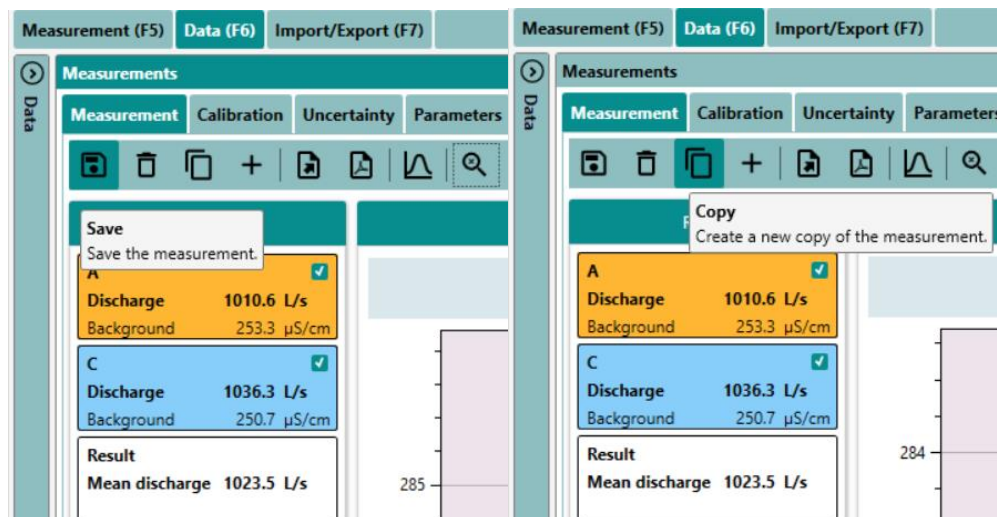 Measurement (F5) Data (F6) Import/Export (F7)
Data
Measurements
Measurement Calibration Uncertainty Parameters
Save
Save the measurement.
A
Discharge 1010.6 L/s
Background 253.3 µS/cm
C
Discharge 1036.3 L/s
Background 250.7 µS/cm
Result
Mean discharge 1023.5 L/s
285
Measurement (F5) Data (F6) Import/Export (F7)
Data
Measurements
Measurement Calibration Uncertainty Parameters
Copy
Create a new copy of the measurement.
A
Discharge 1010.6 L/s
Background 253.3 µS/cm
C
Discharge 1036.3 L/s
Background 250.7 µS/cm
Result
Mean discharge 1023.5 L/s
284